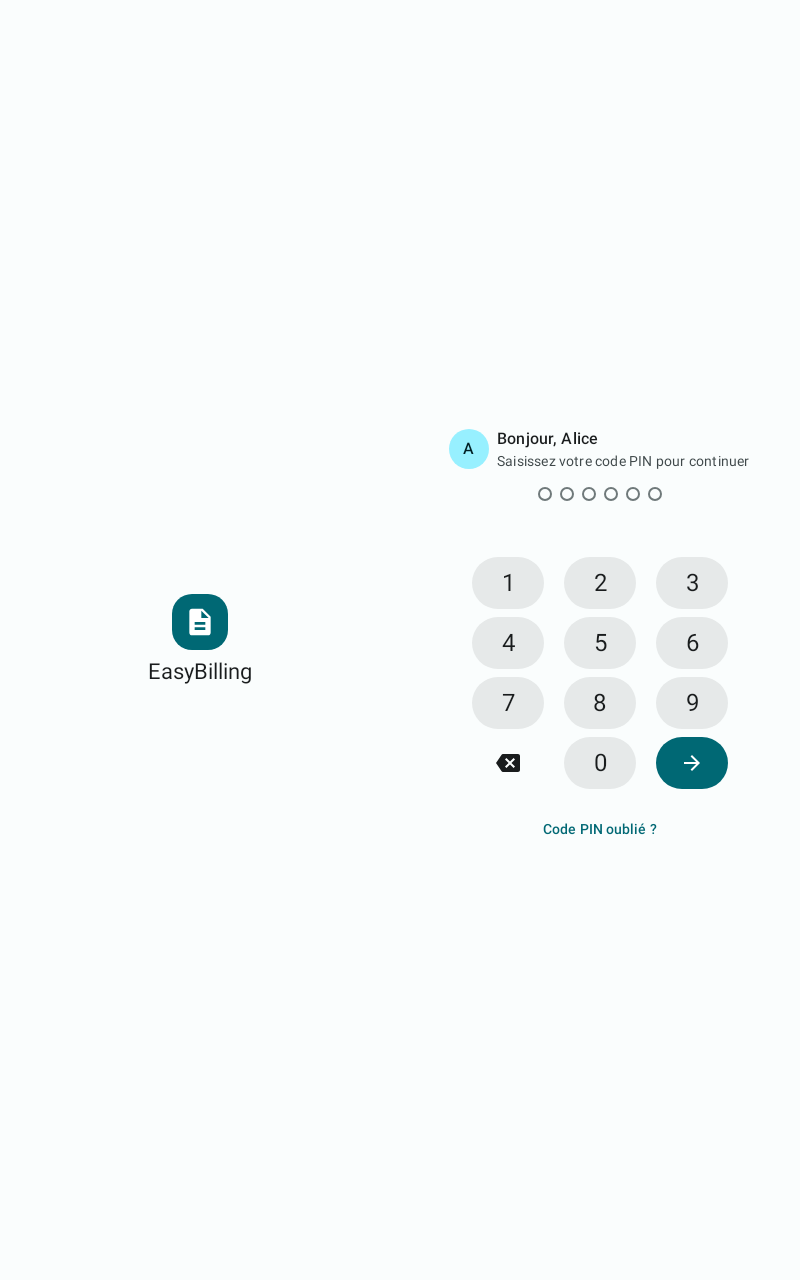 EasyBilling
A
Bonjour, Alice
Saisissez votre code PIN pour continuer
1 2 3
4 5 6
7 8 9
0
Code PIN oublié ?